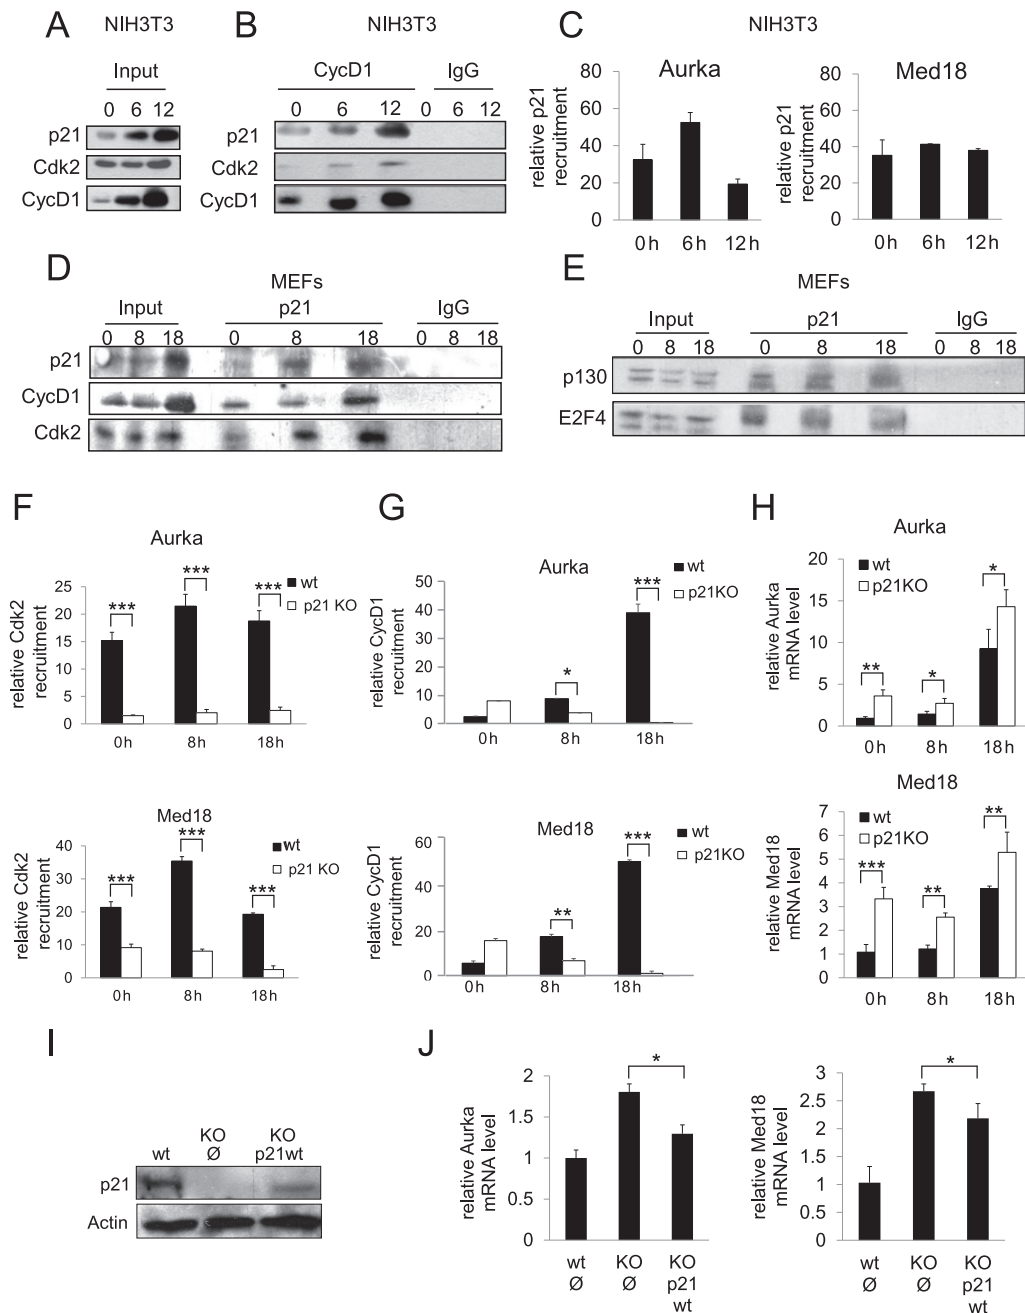 A NIH3T3
Input
0 6 12
p21
Cdk2
CycD1
B NIH3T3
CycD1 IgG
0 6 12 0 6 12
p21
Cdk2
CycD1
C NIH3T3
Aurka
relative p21
recruitment
80
60
40
20
0
0h 6h 12h
Med18
relative p21
recruitment
80
60
40
20
0
0h 6h 12h
D
MEFs
Input p21 IgG
0 8 18 0 8 18 0 8 18
p21
CycD1
Cdk2
E
MEFs
Input p21 IgG
0 8 18 0 8 18 0 8 18
p130
E2F4
F
Aurka
relative Cdk2
recruitment
25
20
15
10
5
0
*** *** ***
wt
p21 KO
0h 8h 18h
Med18
relative Cdk2
recruitment
40
30
20
10
0
*** *** ***
wt
p21 KO
0h 8h 18h
G
Aurka
relative CycD1
recruitment
50
40
30
20
10
0
* ***
wt
p21KO
0h 8h 18h
Med18
relative CycD1
recruitment
60
40
20
0
** ***
wt
p21KO
0h 8h 18h
H
Aurka
relative Aurka
mRNA level
20
15
10
5
0
** * *
wt
p21KO
0h 8h 18h
Med18
relative Med18
mRNA level
7
6
5
4
3
2
1
0
*** ** **
wt
p21KO
0h 8h 18h
I
wt KO Ø KO p21wt
p21
Actin
J
relative Aurka
mRNA level
2
1.5
1
0.5
0
*
wt KO KO
Ø Ø p21
wt
relative Med18
mRNA level
3
2.5
2
1.5
1
0.5
0
*
wt KO KO
Ø Ø p21
wt